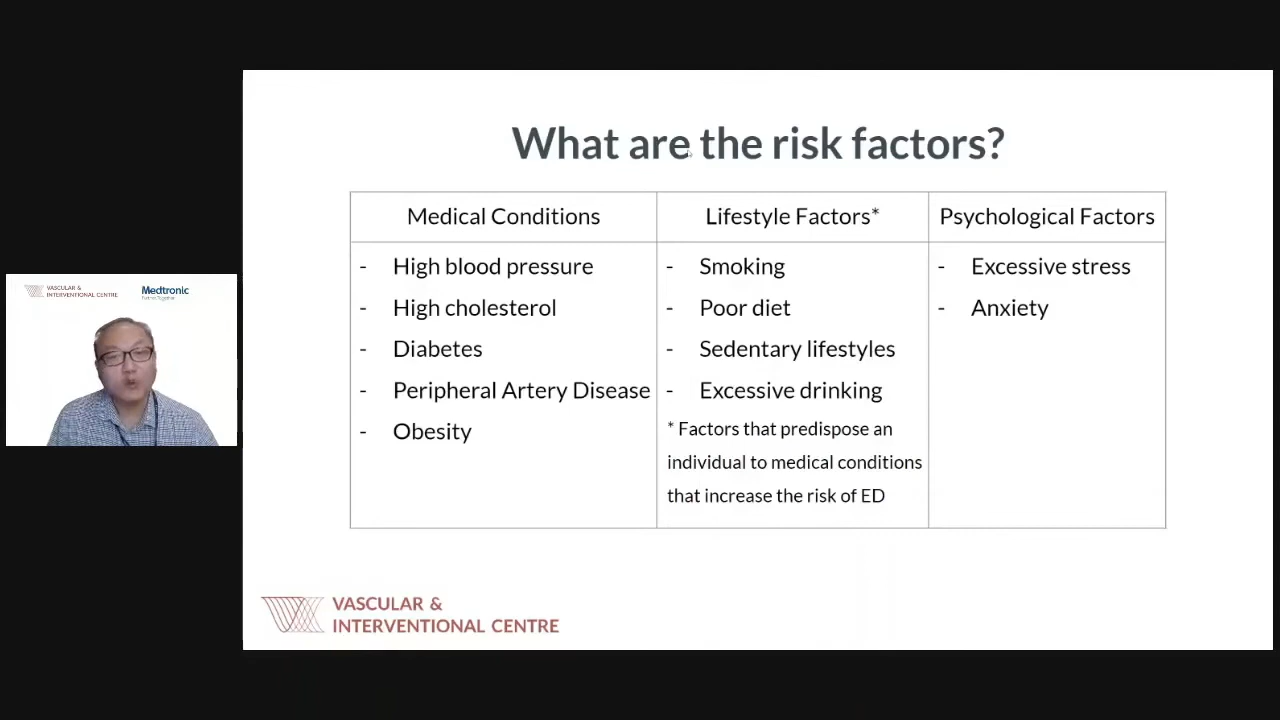 What are the risk factors?
Medical Conditions
- High blood pressure
- High cholesterol
- Diabetes
- Peripheral Artery Disease
- Obesity
Lifestyle Factors*
- Smoking
- Poor diet
- Sedentary lifestyles
- Excessive drinking
* Factors that predispose an
individual to medical conditions
that increase the risk of ED
Psychological Factors
- Excessive stress
- Anxiety
VASCULAR &
INTERVENTIONAL CENTRE
VASCULAR &
INTERVENTIONAL CENTRE
Medtronic